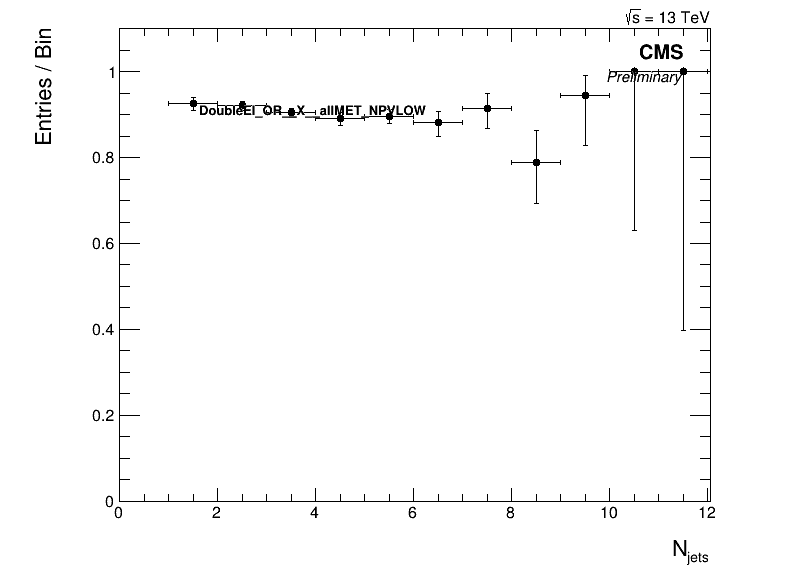 √s = 13 TeV
CMS
Preliminary
Entries / Bin
DoubleEl_OR__X__allMET_NPVLOW
1
0.8
0.6
0.4
0.2
0
0 2 4 6 8 10 12
N_jets